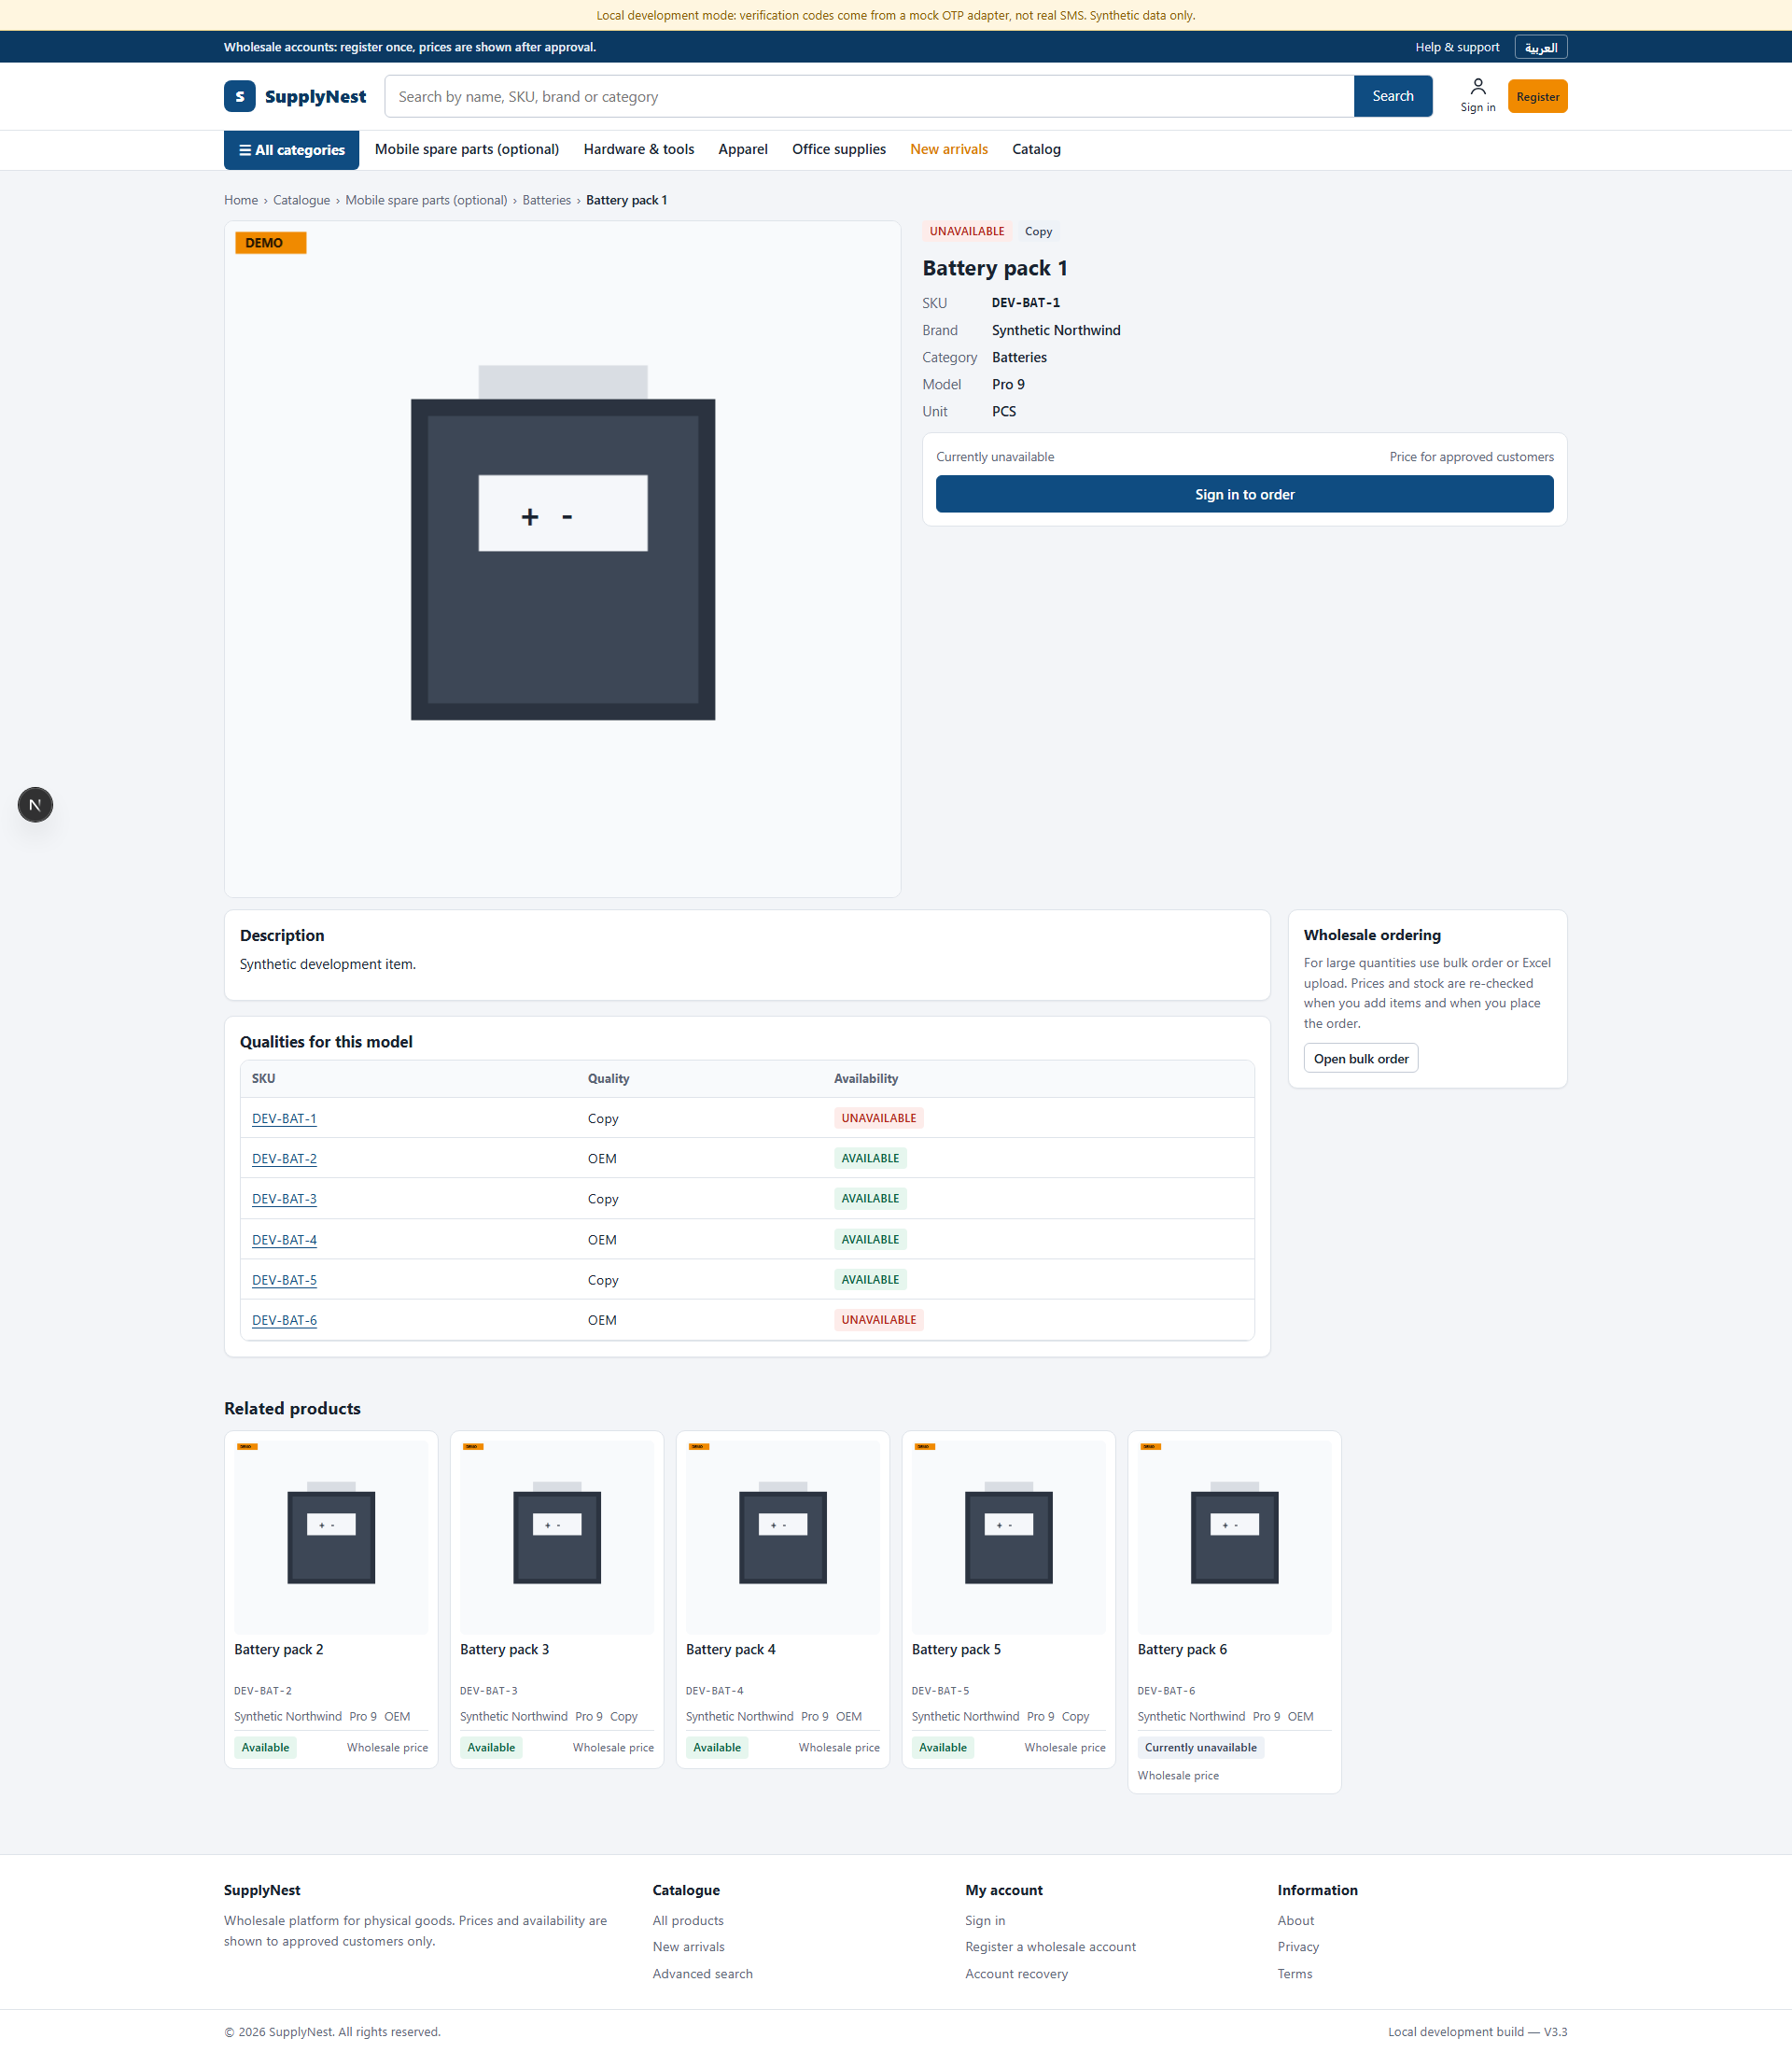 Local development mode: verification codes come from a mock OTP adapter, not real SMS. Synthetic data only.
Wholesale accounts: register once, prices are shown after approval.
Help & support
العربية
S SupplyNest
Search by name, SKU, brand or category
Search
Sign in
Register
☰ All categories
Mobile spare parts (optional)
Hardware & tools
Apparel
Office supplies
New arrivals
Catalog
Home › Catalogue › Mobile spare parts (optional) › Batteries › Battery pack 1
DEMO
+ -
UNAVAILABLE
Copy
Battery pack 1
SKU DEV-BAT-1
Brand Synthetic Northwind
Category Batteries
Model Pro 9
Unit PCS
Currently unavailable
Price for approved customers
Sign in to order
N
Description
Synthetic development item.
Wholesale ordering
For large quantities use bulk order or Excel
upload. Prices and stock are re-checked
when you add items and when you place
the order.
Open bulk order
Qualities for this model
SKU Quality Availability
DEV-BAT-1 Copy UNAVAILABLE
DEV-BAT-2 OEM AVAILABLE
DEV-BAT-3 Copy AVAILABLE
DEV-BAT-4 OEM AVAILABLE
DEV-BAT-5 Copy AVAILABLE
DEV-BAT-6 OEM UNAVAILABLE
Related products
DEMO
+ -
Battery pack 2
DEV-BAT-2
Synthetic Northwind Pro 9 OEM
Available
Wholesale price
DEMO
+ -
Battery pack 3
DEV-BAT-3
Synthetic Northwind Pro 9 Copy
Available
Wholesale price
DEMO
+ -
Battery pack 4
DEV-BAT-4
Synthetic Northwind Pro 9 OEM
Available
Wholesale price
DEMO
+ -
Battery pack 5
DEV-BAT-5
Synthetic Northwind Pro 9 Copy
Available
Wholesale price
DEMO
+ -
Battery pack 6
DEV-BAT-6
Synthetic Northwind Pro 9 OEM
Currently unavailable
Wholesale price
SupplyNest
Wholesale platform for physical goods. Prices and availability are
shown to approved customers only.
Catalogue
All products
New arrivals
Advanced search
My account
Sign in
Register a wholesale account
Account recovery
Information
About
Privacy
Terms
© 2026 SupplyNest. All rights reserved.
Local development build — V3.3